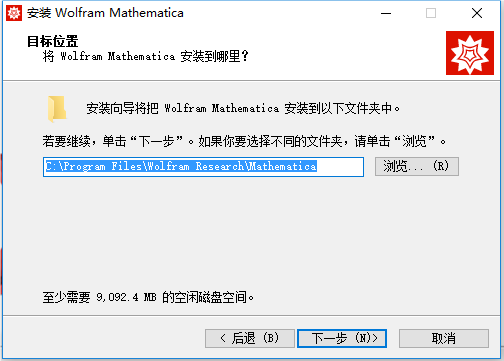 安装 Wolfram Mathematica
目标位置
将 Wolfram Mathematica 安装到哪里？
安装向导将把 Wolfram Mathematica 安装到以下文件夹中。
若要继续，单击“下一步”。如果你要选择不同的文件夹，请单击“浏览”。
C:\Program Files\Wolfram Research\Mathematica
浏览... (R)
至少需要 9,092.4 MB 的空闲磁盘空间。
< 后退 (B)
下一步 (N)>
取消